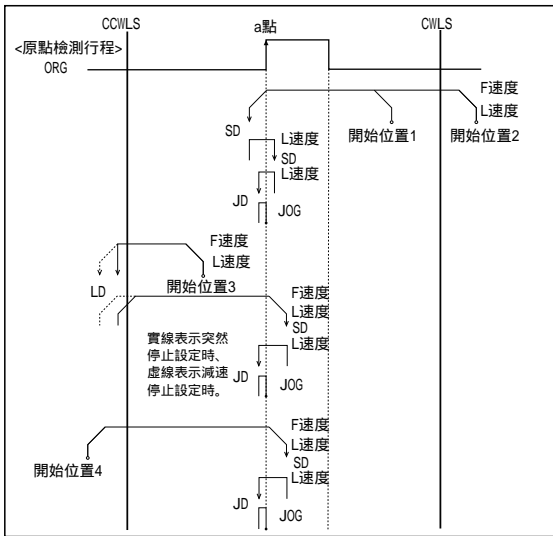 CCWLS
a點
CWLS
<原點檢測行程>
ORG
F速度
L速度
SD
開始位置1
開始位置2
L速度
SD
L速度
JD
JOG
F速度
L速度
LD
開始位置3
F速度
L速度
SD
實線表示突然
停止設定時、
虛線表示減速
停止設定時。
L速度
JD
JOG
F速度
L速度
SD
開始位置4
L速度
JD
JOG